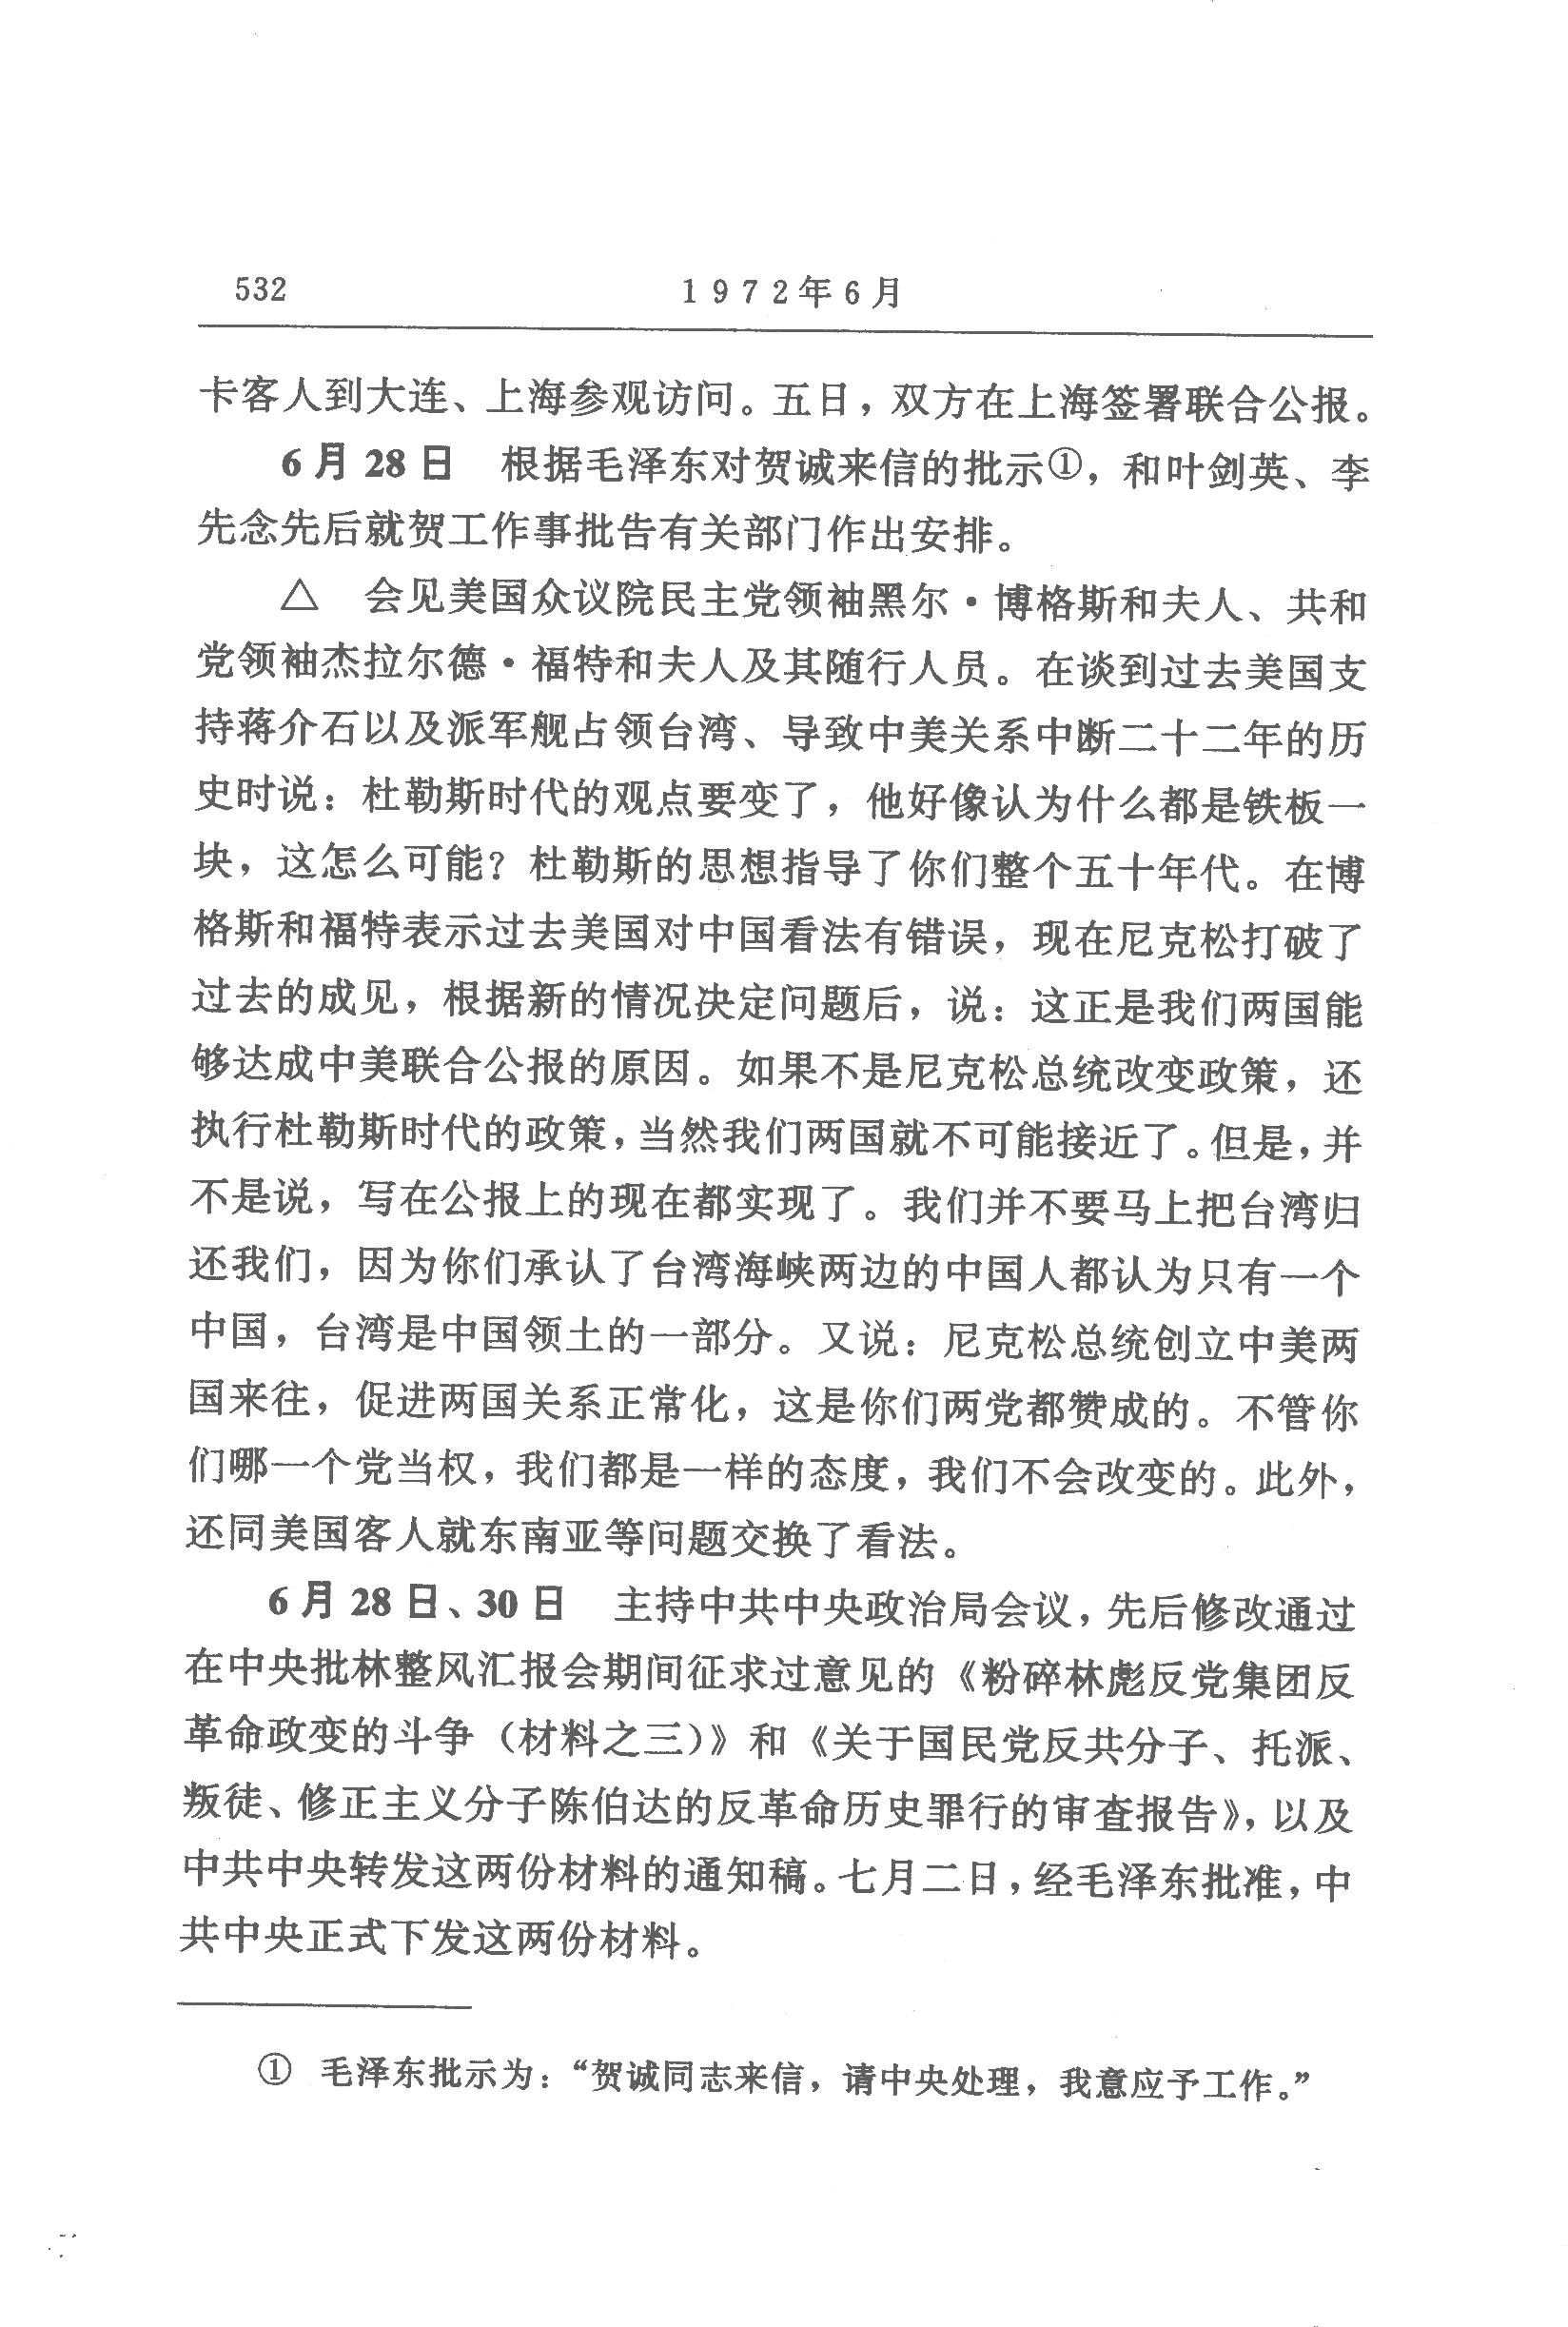 532
1972年6月
卡客人到大连、上海参观访问。五日，双方在上海签署联合公报。
6月28日　根据毛泽东对贺诚来信的批示①，和叶剑英、李
先念先后就贺工作事批告有关部门作出安排。
△　会见美国众议院民主党领袖黑尔·博格斯和夫人、共和
党领袖杰拉尔德·福特和夫人及其随行人员。在谈到过去美国支
持蒋介石以及派军舰占领台湾、导致中美关系中断二十二年的历
史时说：杜勒斯时代的观点要变了，他好像认为什么都是铁板一
块，这怎么可能？杜勒斯的思想指导了你们整个五十年代。在博
格斯和福特表示过去美国对中国看法有错误，现在尼克松打破了
过去的成见，根据新的情况决定问题后，说：这正是我们两国能
够达成中美联合公报的原因。如果不是尼克松总统改变政策，还
执行杜勒斯时代的政策，当然我们两国就不可能接近了。但是，并
不是说，写在公报上的现在都实现了。我们并不要马上把台湾归
还我们，因为你们承认了台湾海峡两边的中国人都认为只有一个
中国，台湾是中国领土的一部分。又说：尼克松总统创立中美两
国来往，促进两国关系正常化，这是你们两党都赞成的。不管你
们哪一个党当权，我们都是一样的态度，我们不会改变的。此外，
还同美国客人就东南亚等问题交换了看法。
6月28日、30日　主持中共中央政治局会议，先后修改通过
在中央批林整风汇报会期间征求过意见的《粉碎林彪反党集团反
革命政变的斗争（材料之三）》和《关于国民党反共分子、托派、
叛徒、修正主义分子陈伯达的反革命历史罪行的审查报告》，以及
中共中央转发这两份材料的通知稿。七月二日，经毛泽东批准，中
共中央正式下发这两份材料。
①　毛泽东批示为：“贺诚同志来信，请中央处理，我意应予工作。”